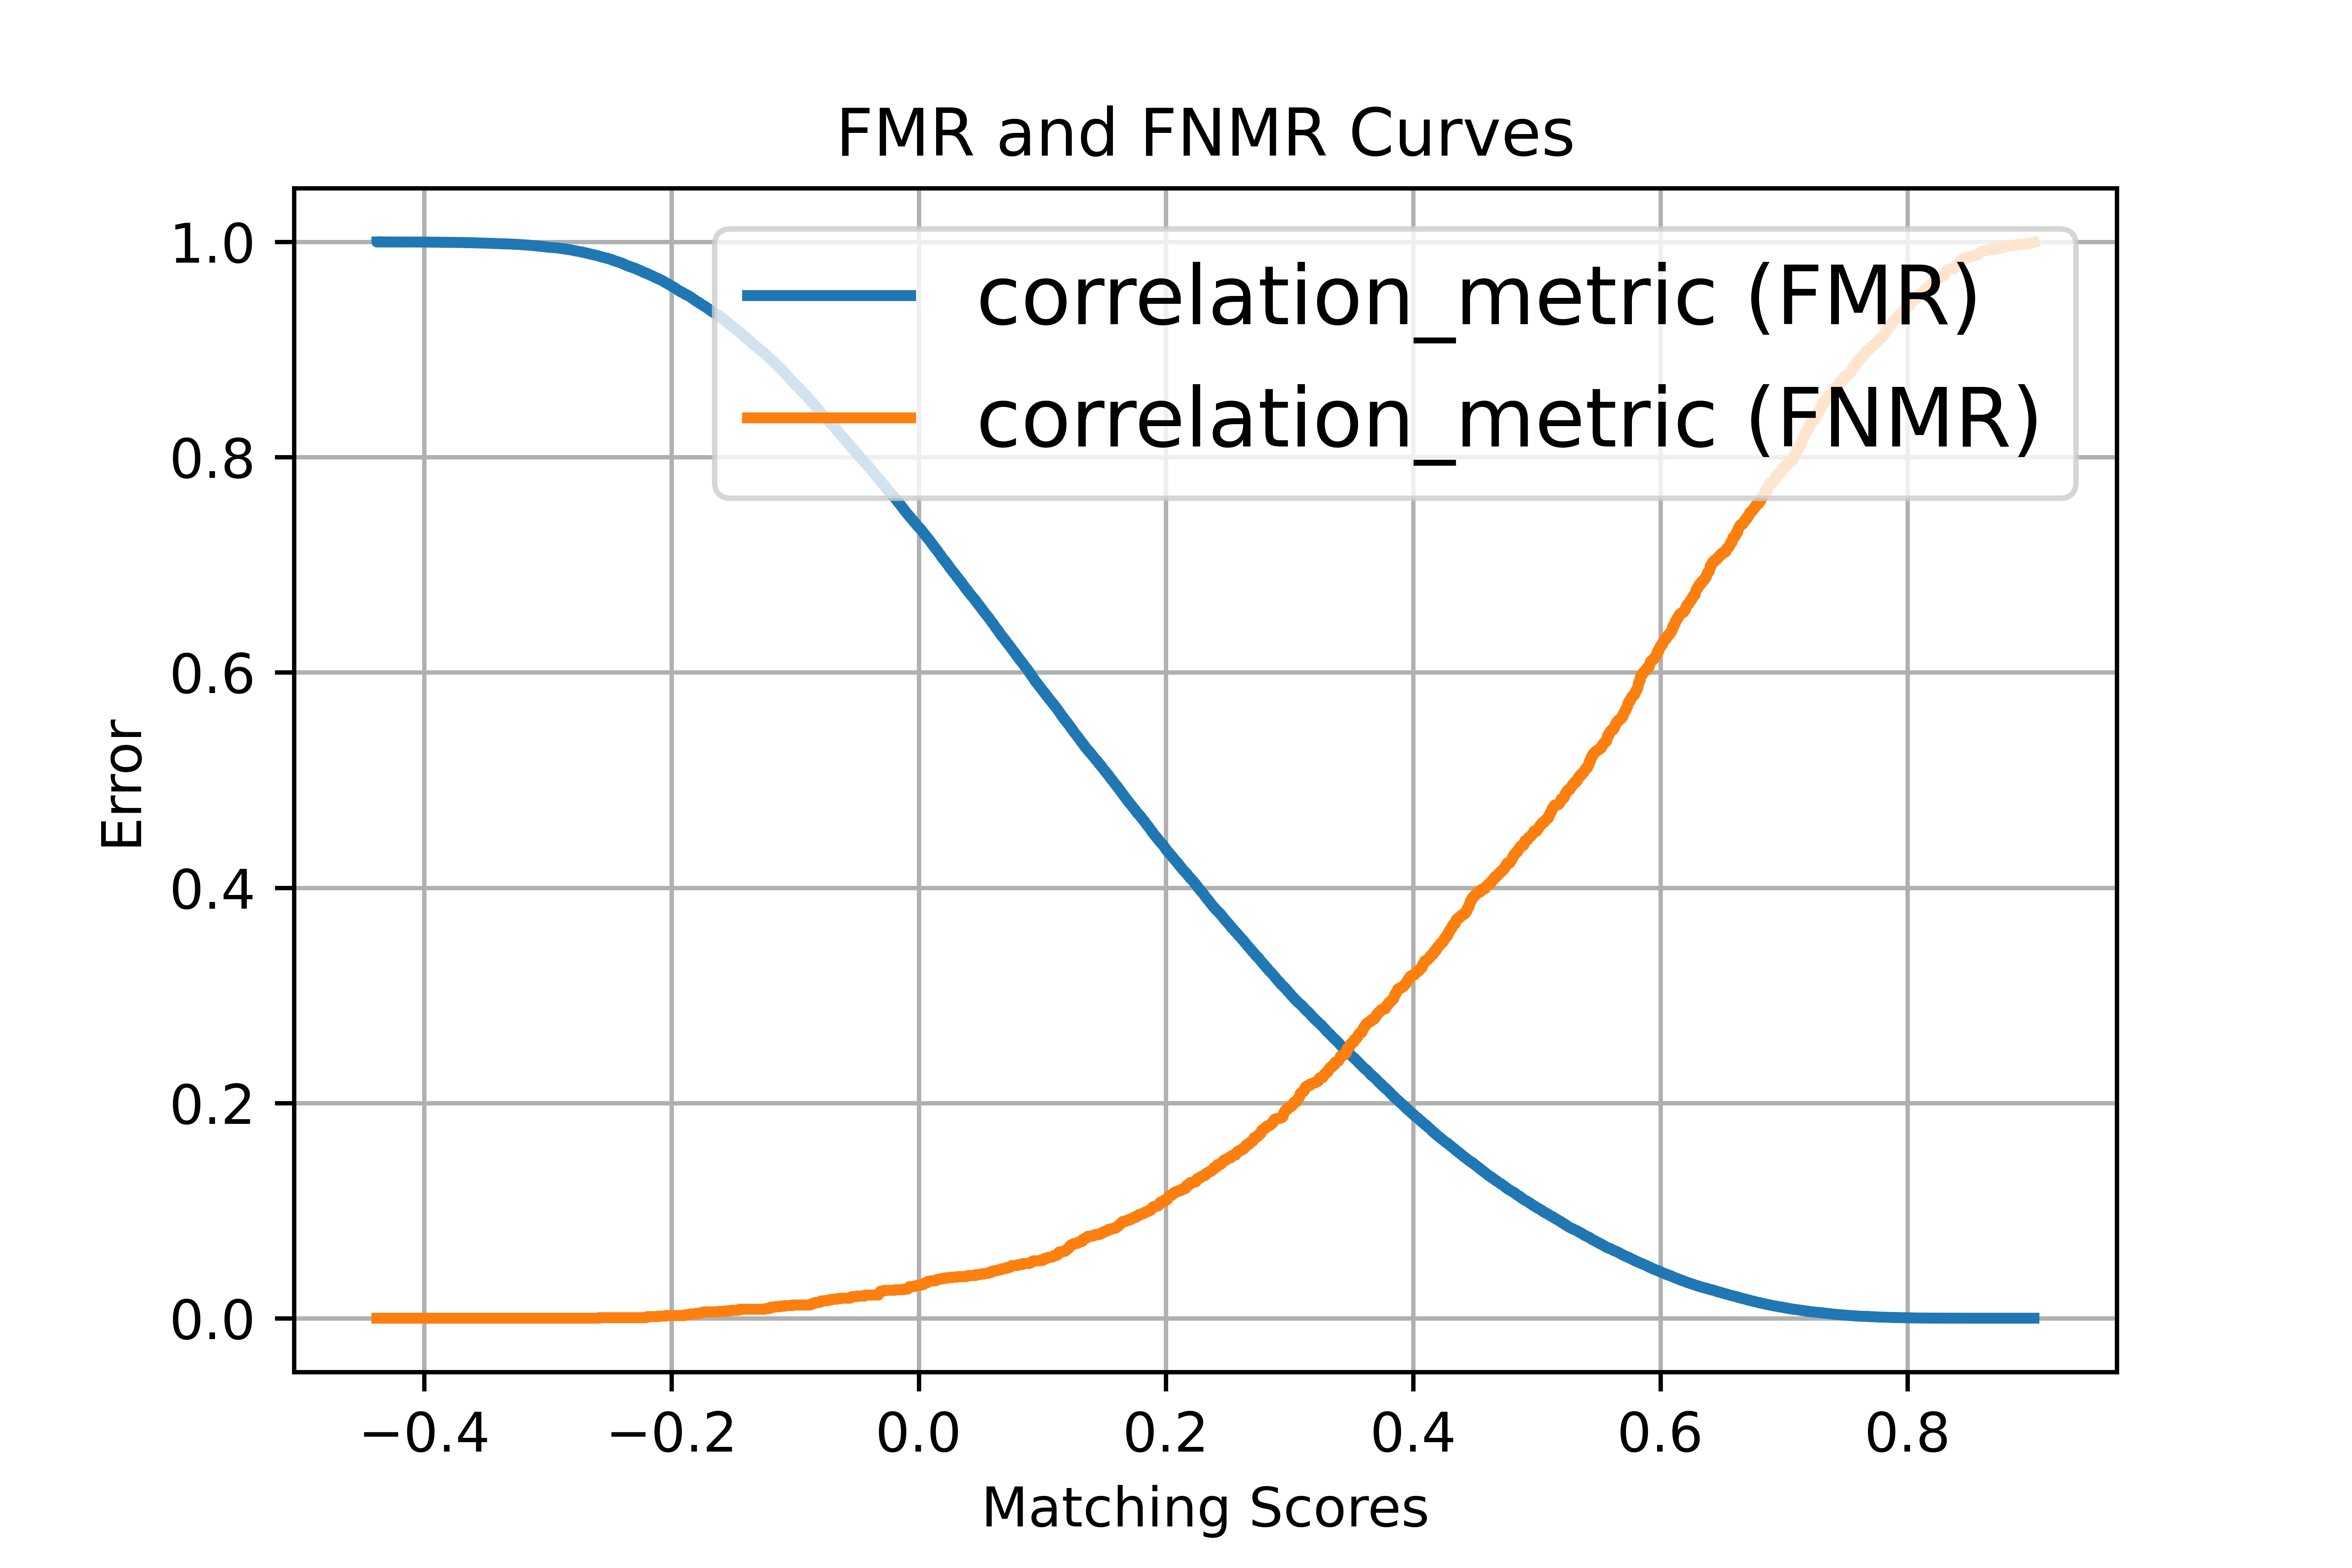 FMR and FNMR Curves
correlation_metric (FMR)
correlation_metric (FNMR)
1.0
0.8
0.6
0.4
0.2
0.0
Error
−0.4 −0.2 0.0 0.2 0.4 0.6 0.8
Matching Scores